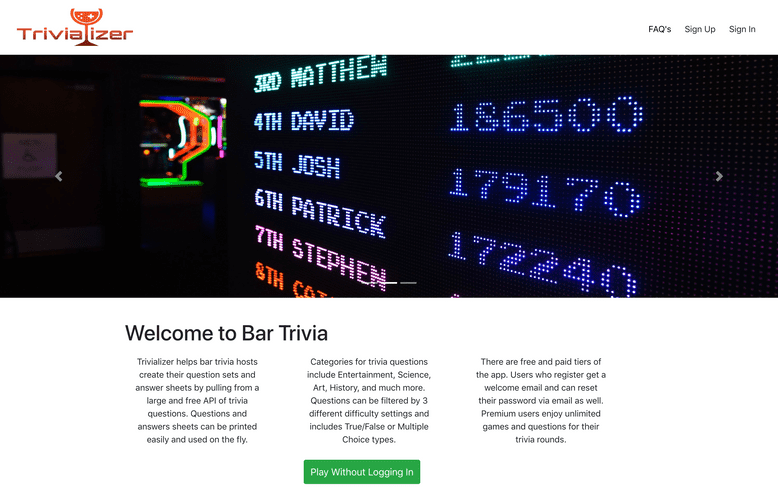 Trivializer
FAQ's
Sign Up
Sign In
3RD MATTHEW
4TH DAVID
186500
5TH JOSH
179170
6TH PATRICK
7TH STEPHEN
172240
8TH
Welcome to Bar Trivia
Trivializer helps bar trivia hosts
create their question sets and
answer sheets by pulling from a
large and free API of trivia
questions. Questions and
answers sheets can be printed
easily and used on the fly.
Categories for trivia questions
include Entertainment, Science,
Art, History, and much more.
Questions can be filtered by 3
different difficulty settings and
includes True/False or Multiple
Choice types.
There are free and paid tiers of
the app. Users who register get a
welcome email and can reset
their password via email as well.
Premium users enjoy unlimited
games and questions for their
trivia rounds.
Play Without Logging In